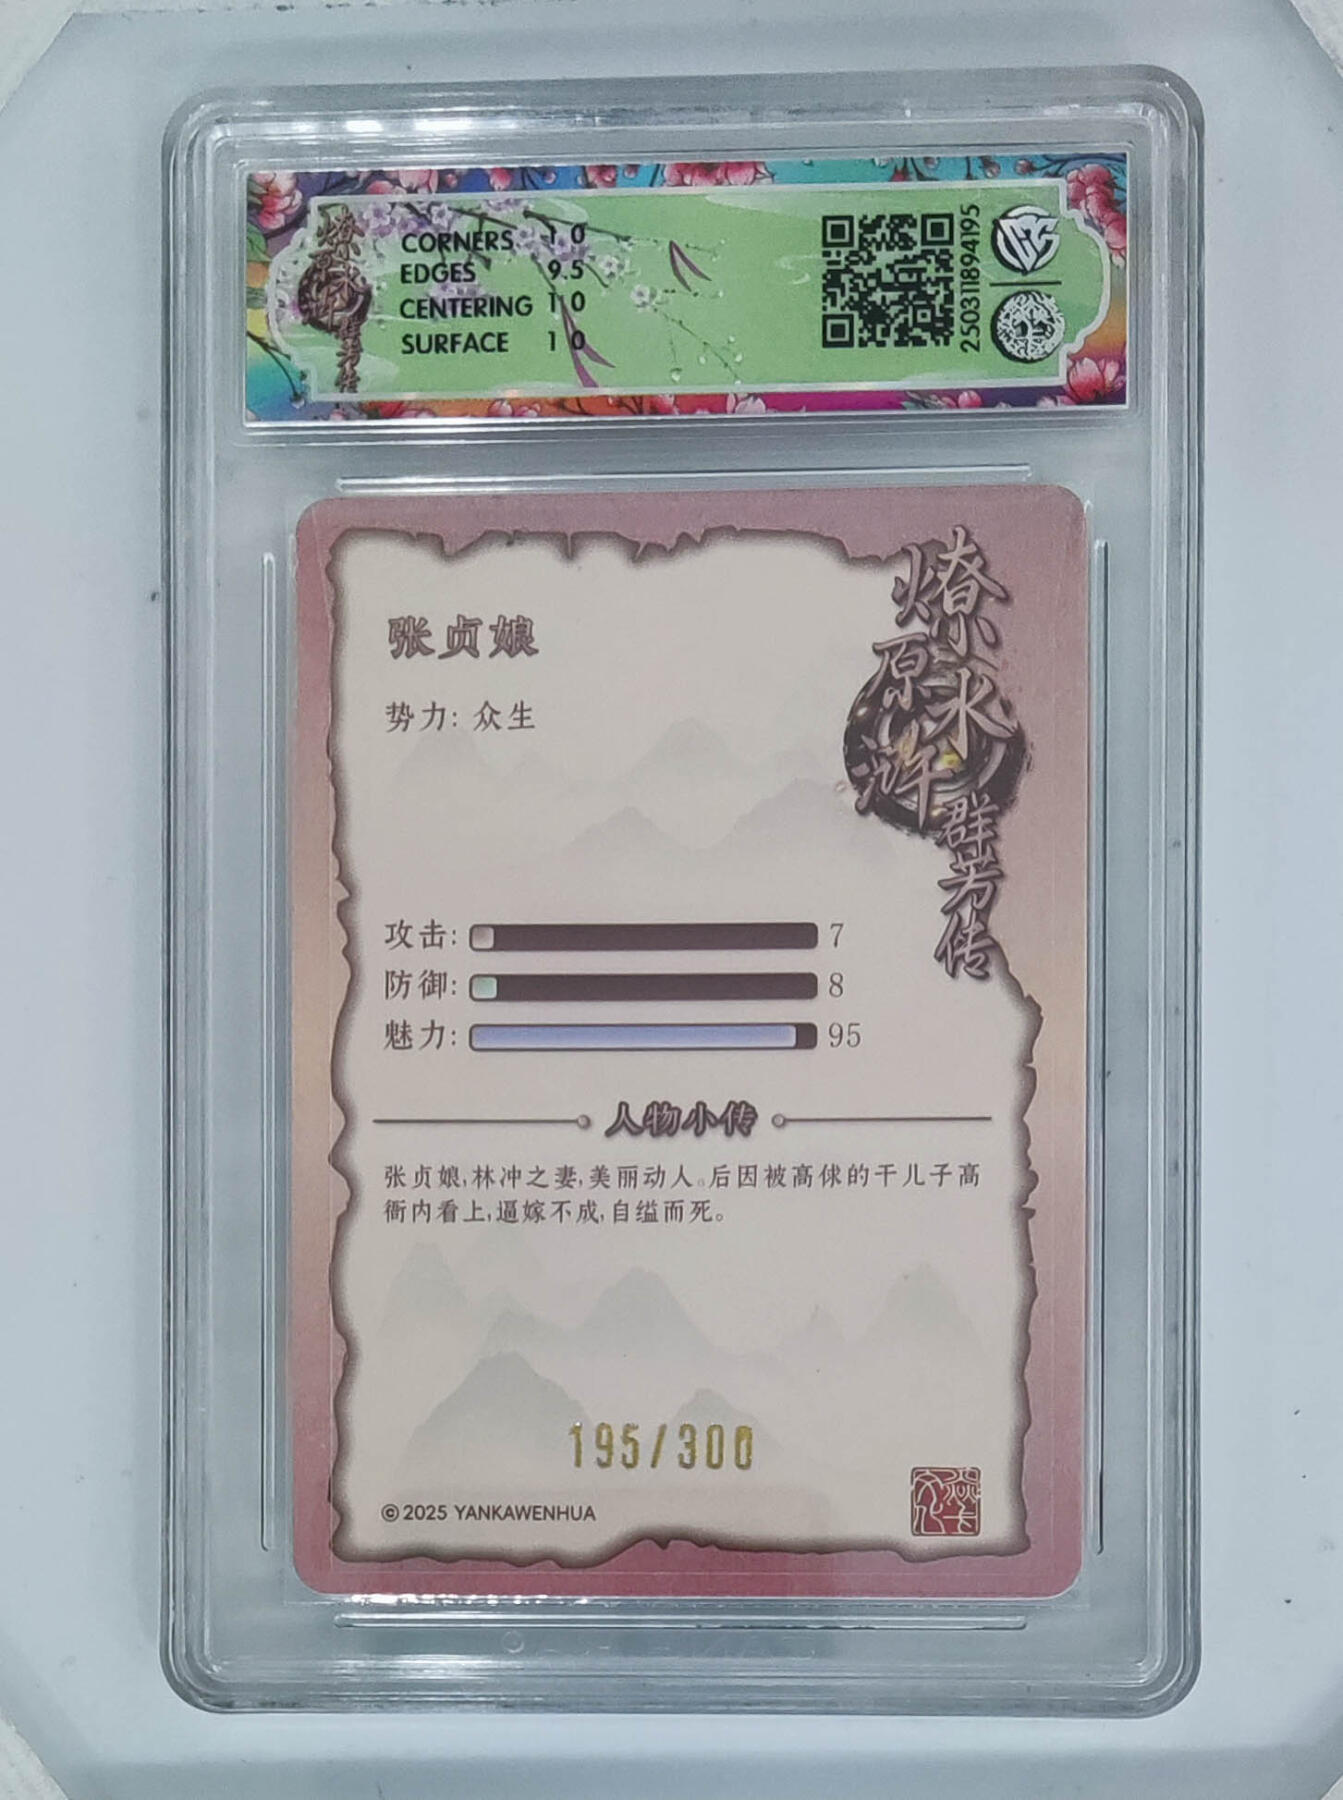 燎原水浒群芳传
CORNERS 10
EDGES 9.5
CENTERING 10
SURFACE 10
250311894195
燎原水浒群芳传
张贞娘
势力: 众生
攻击: 7
防御: 8
魅力: 95
人物小传
张贞娘,林冲之妻,美丽动人。后因被高俅的干儿子高
衙内看上,逼嫁不成,自缢而死。
195/300
©2025 YANKAWENHUA